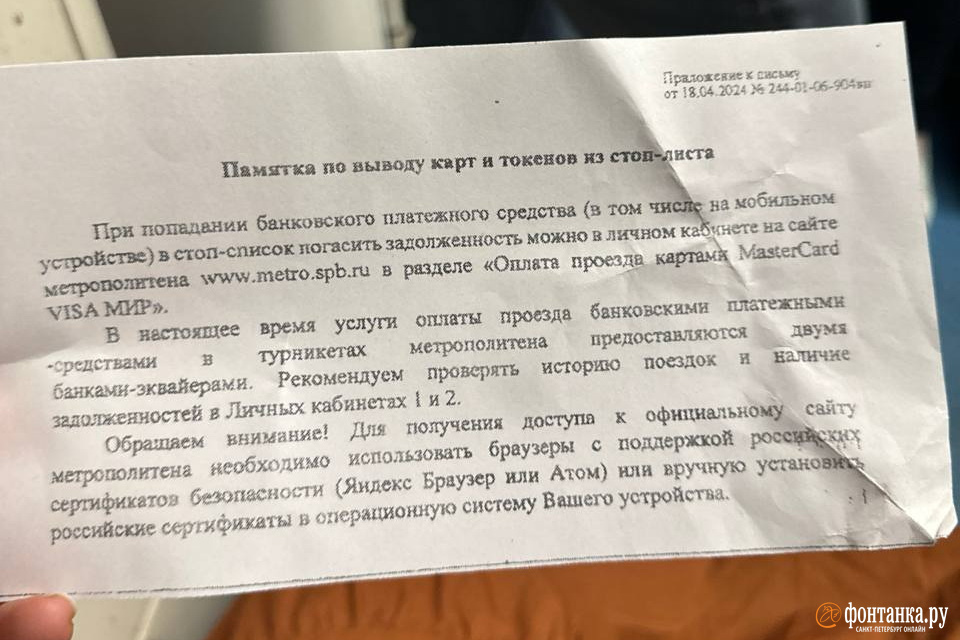 Приложение к письму
от 18.04.2024 № 244-01-06-904вн
Памятка по выводу карт и токенов из стоп-листа
При попадании банковского платежного средства (в том числе на мобильном
устройстве) в стоп-список погасить задолженность можно в личном кабинете на сайте
метрополитена www.metro.spb.ru в разделе «Оплата проезда картами MasterCard
VISA МИР».
В настоящее время услуги оплаты проезда банковскими платежными
-средствами в турникетах метрополитена предоставляются двумя
банками-эквайерами. Рекомендуем проверять историю поездок и наличие
задолженностей в Личных кабинетах 1 и 2.
Обращаем внимание! Для получения доступа к официальному сайту
метрополитена необходимо использовать браузеры с поддержкой российских
сертификатов безопасности (Яндекс Браузер или Атом) или вручную установить
российские сертификаты в операционную систему Вашего устройства.
фонтанка.ру
САНКТ-ПЕТЕРБУРГ ОНЛАЙН